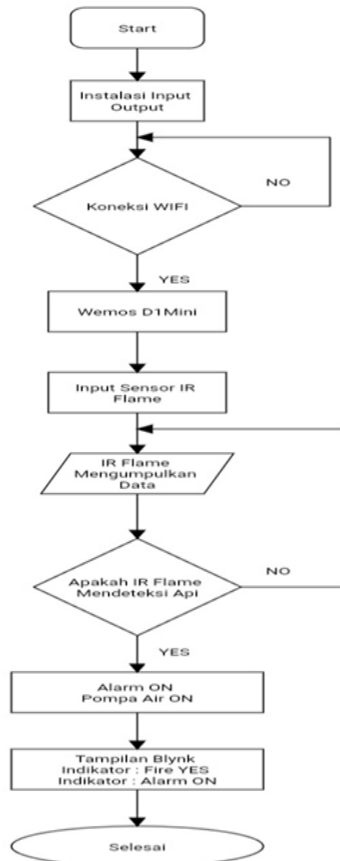 Start
Instalasi Input
Output
NO
Koneksi WIFI
YES
Wemos D1Mini
Input Sensor IR
Flame
IR Flame
Mengumpulkan
Data
NO
Apakah IR Flame
Mendeteksi Api
YES
Alarm ON
Pompa Air ON
Tampilan Blynk
Indikator : Fire YES
Indikator : Alarm ON
Selesai